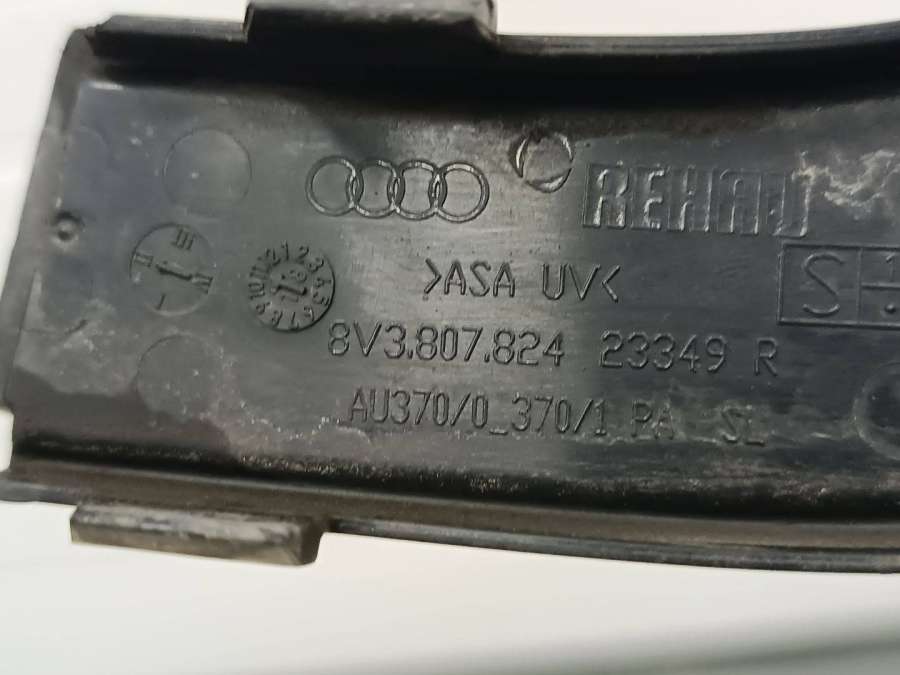 REHAU
>ASA UV<
S
8V3.807.824 23349 R
AU370/0_370/1 PA SL